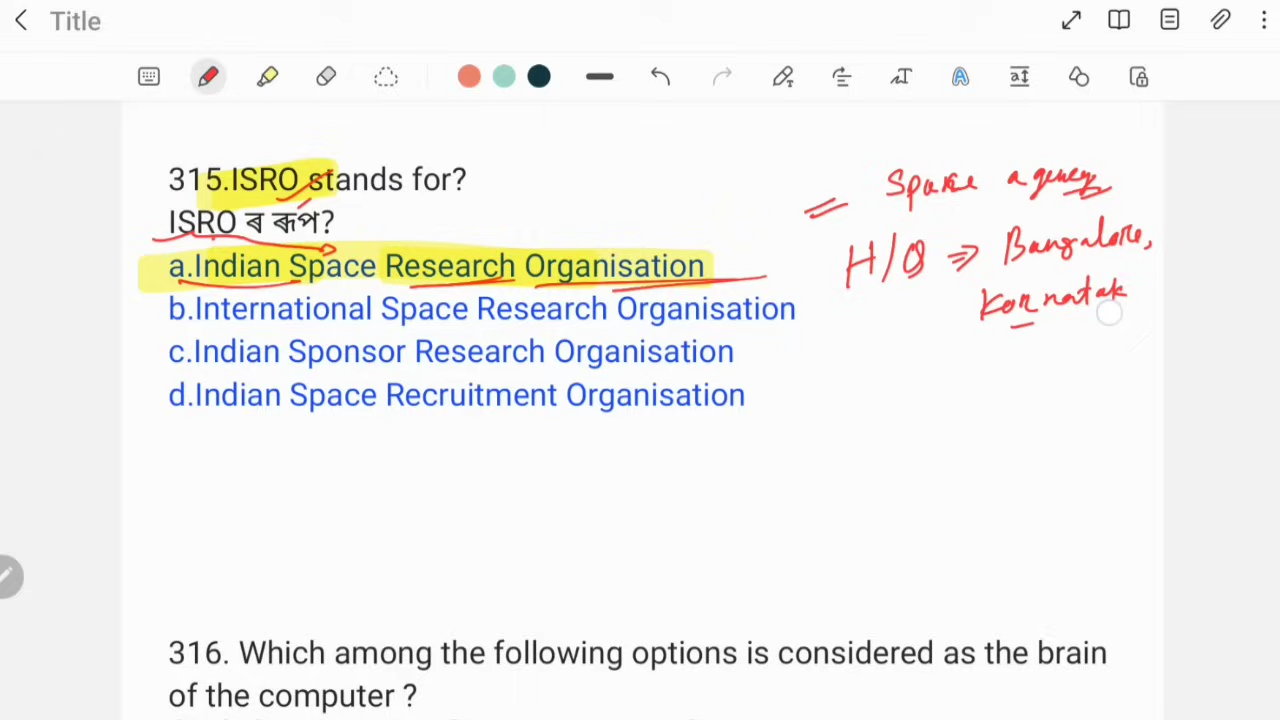 Title
315.ISRO stands for?
ISRO ৰ ৰূপ?
a.Indian Space Research Organisation
b.International Space Research Organisation
c.Indian Sponsor Research Organisation
d.Indian Space Recruitment Organisation
= Space agency
H/Q ⇒ Bangalore,
Karnatak
316. Which among the following options is considered as the brain
of the computer ?